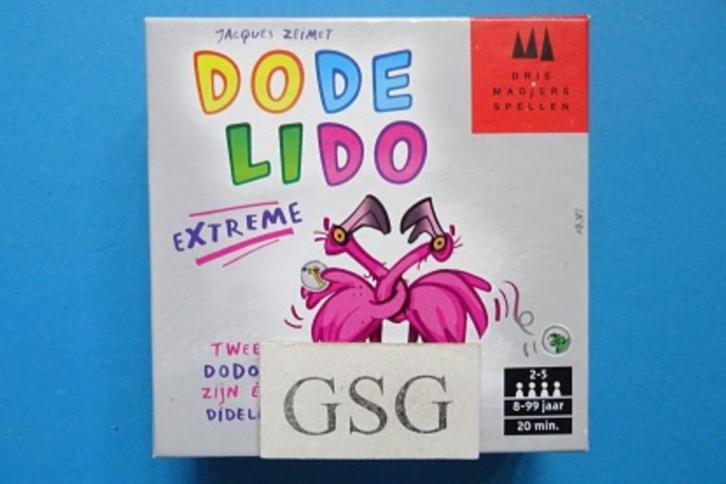 JACQUES ZEIMET
DODE
LIDO
EXTREME
DRIE
MAGIERS
SPELLEN
TWEE
DODO
ZIJN
DIDEL
GSG
2-5
8-99 jaar
20 min.